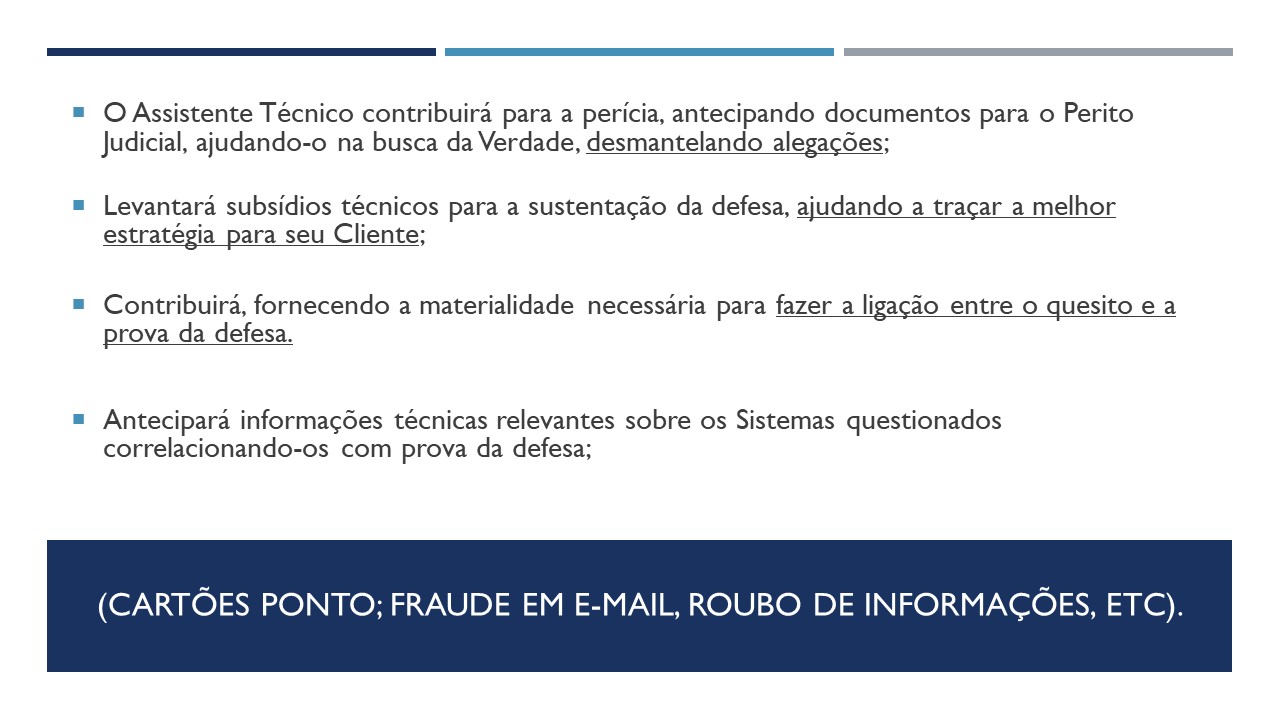 O Assistente Técnico contribuirá para a perícia, antecipando documentos para o Perito
Judicial, ajudando-o na busca da Verdade, desmantelando alegações;
Levantará subsídios técnicos para a sustentação da defesa, ajudando a traçar a melhor
estratégia para seu Cliente;
Contribuirá, fornecendo a materialidade necessária para fazer a ligação entre o quesito e a
prova da defesa.
Antecipará informações técnicas relevantes sobre os Sistemas questionados
correlacionando-os com prova da defesa;
(CARTÕES PONTO; FRAUDE EM E-MAIL, ROUBO DE INFORMAÇÕES, ETC).